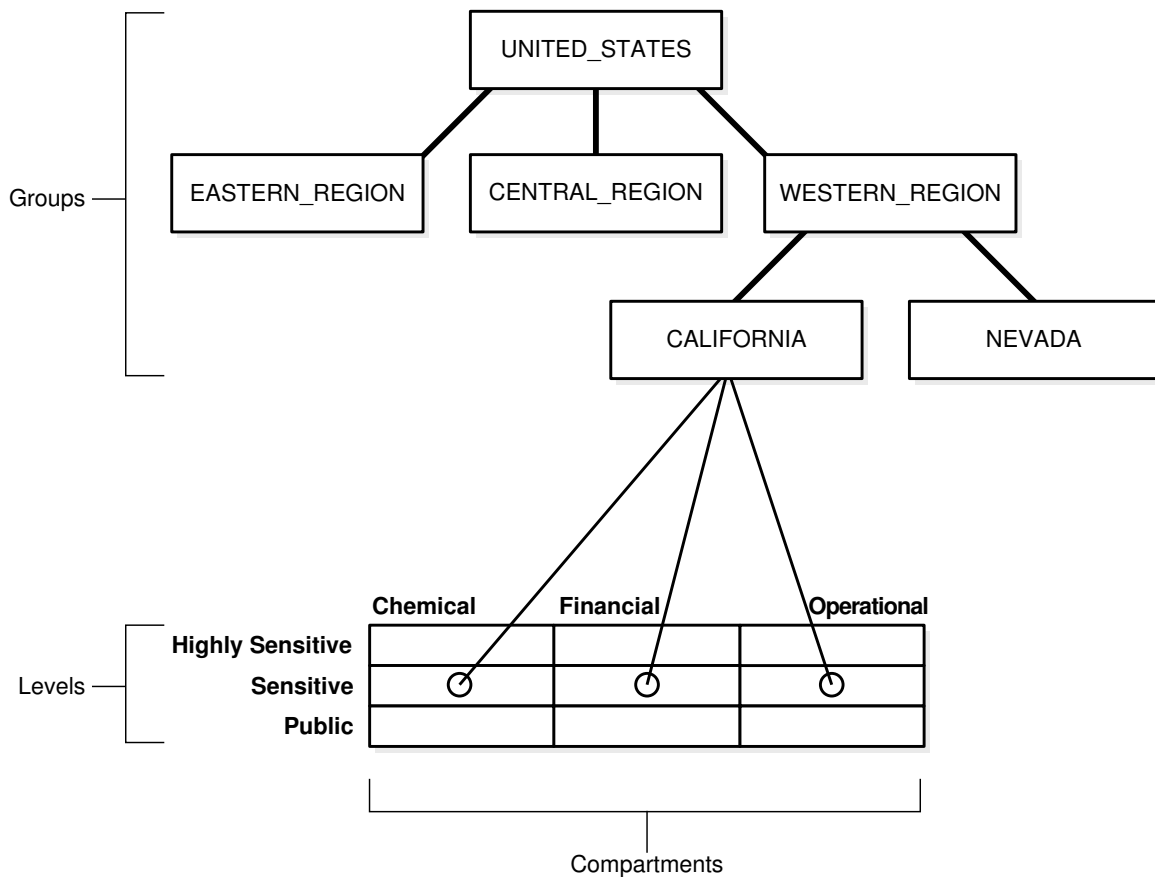 UNITED_STATES
EASTERN_REGION
CENTRAL_REGION
WESTERN_REGION
Groups
CALIFORNIA
NEVADA
Chemical
Financial
Operational
Highly Sensitive
Levels
Sensitive
Public
Compartments